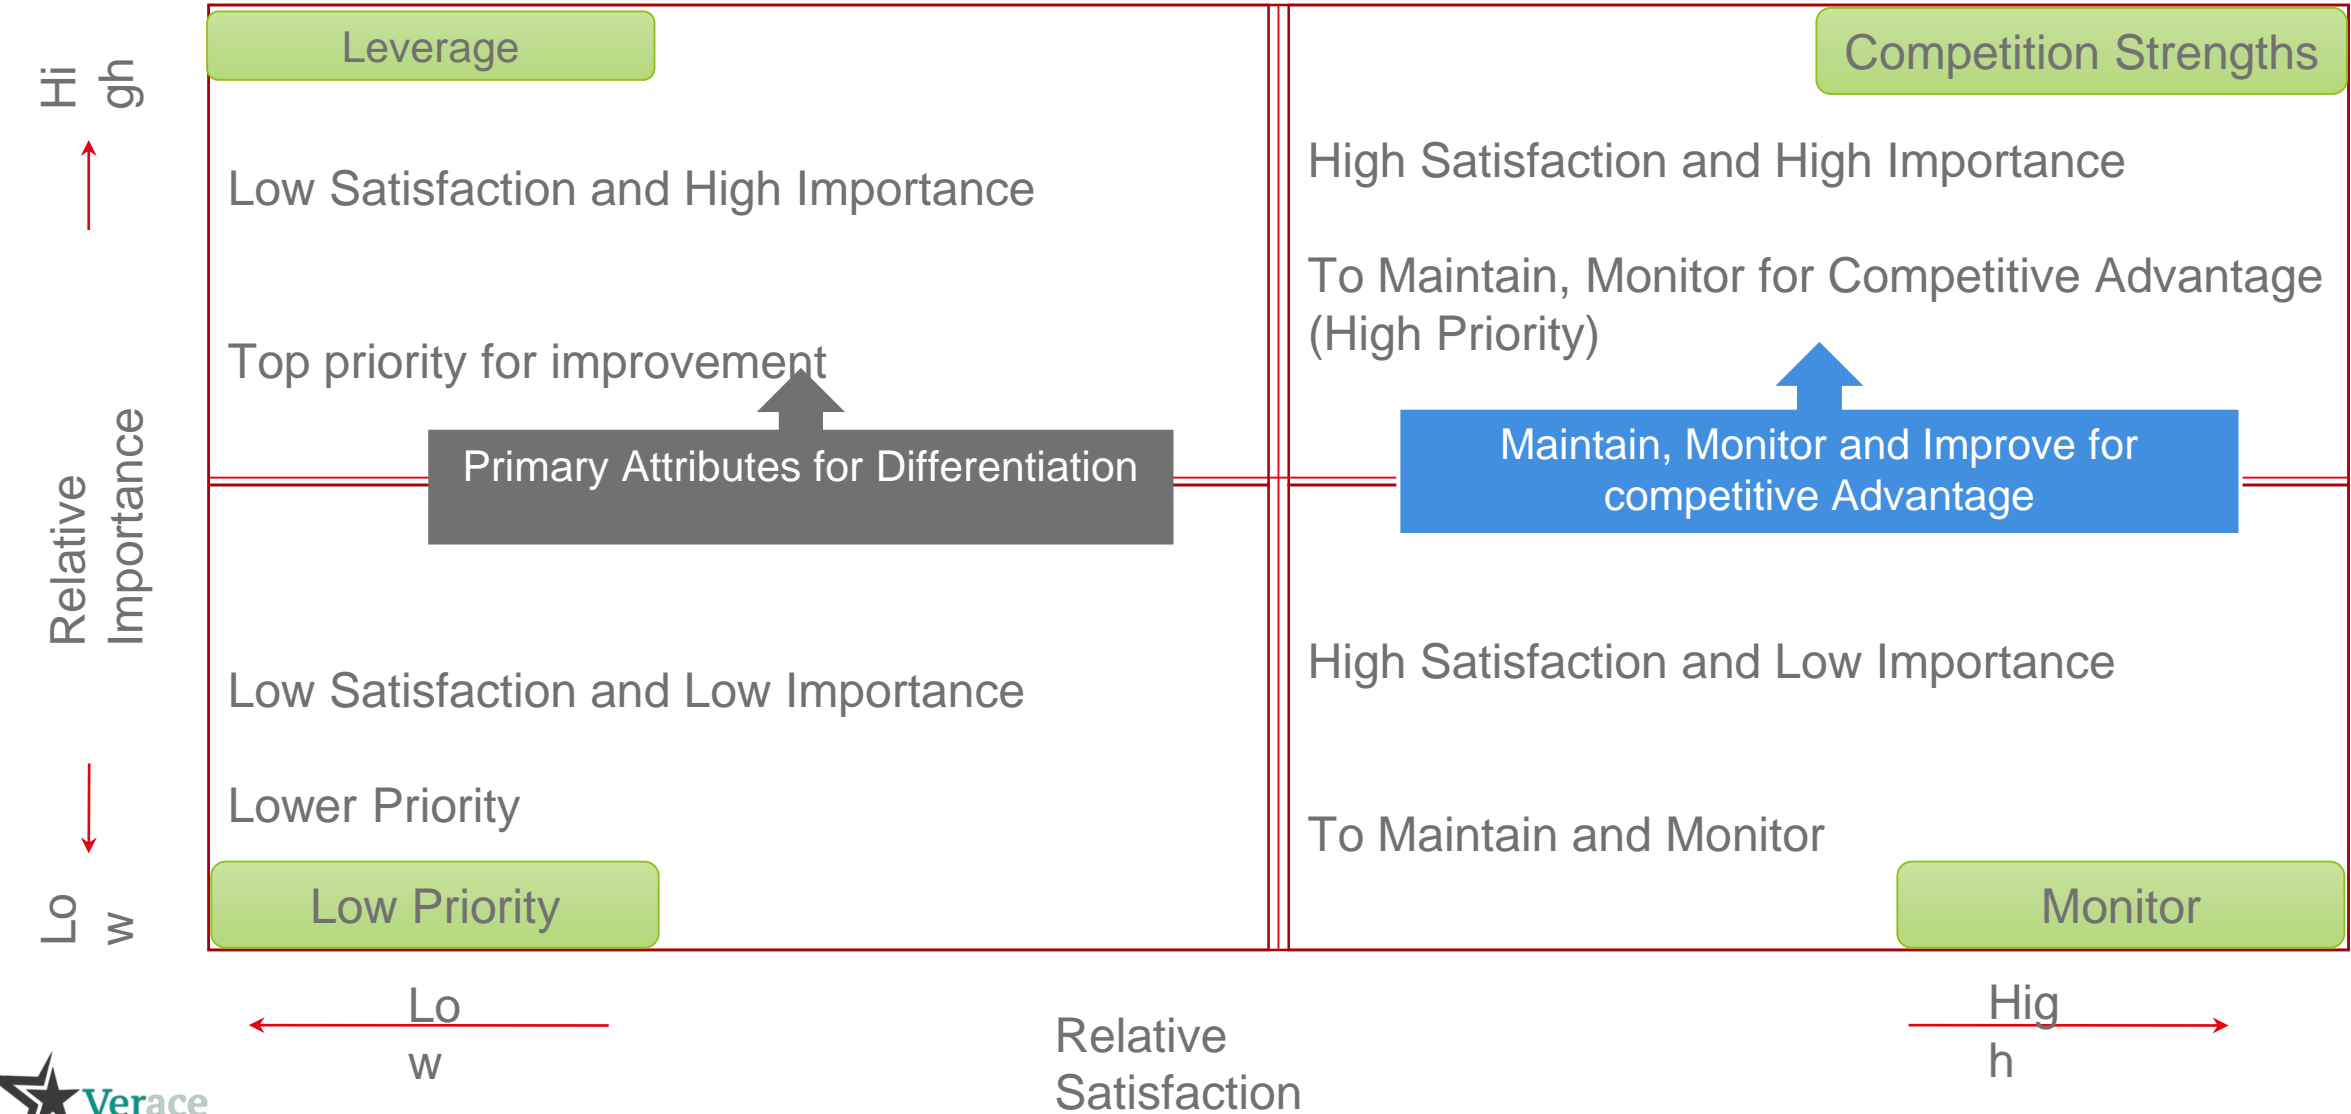 Leverage
Competition Strengths
Hi
gh
Low Satisfaction and High Importance
High Satisfaction and High Importance
To Maintain, Monitor for Competitive Advantage
(High Priority)
Top priority for improvement
Primary Attributes for Differentiation
Maintain, Monitor and Improve for
competitive Advantage
Relative
Importance
Low Satisfaction and Low Importance
High Satisfaction and Low Importance
Lower Priority
To Maintain and Monitor
Lo
w
Low Priority
Monitor
Lo
w
Relative
Satisfaction
Hig
h
Verace